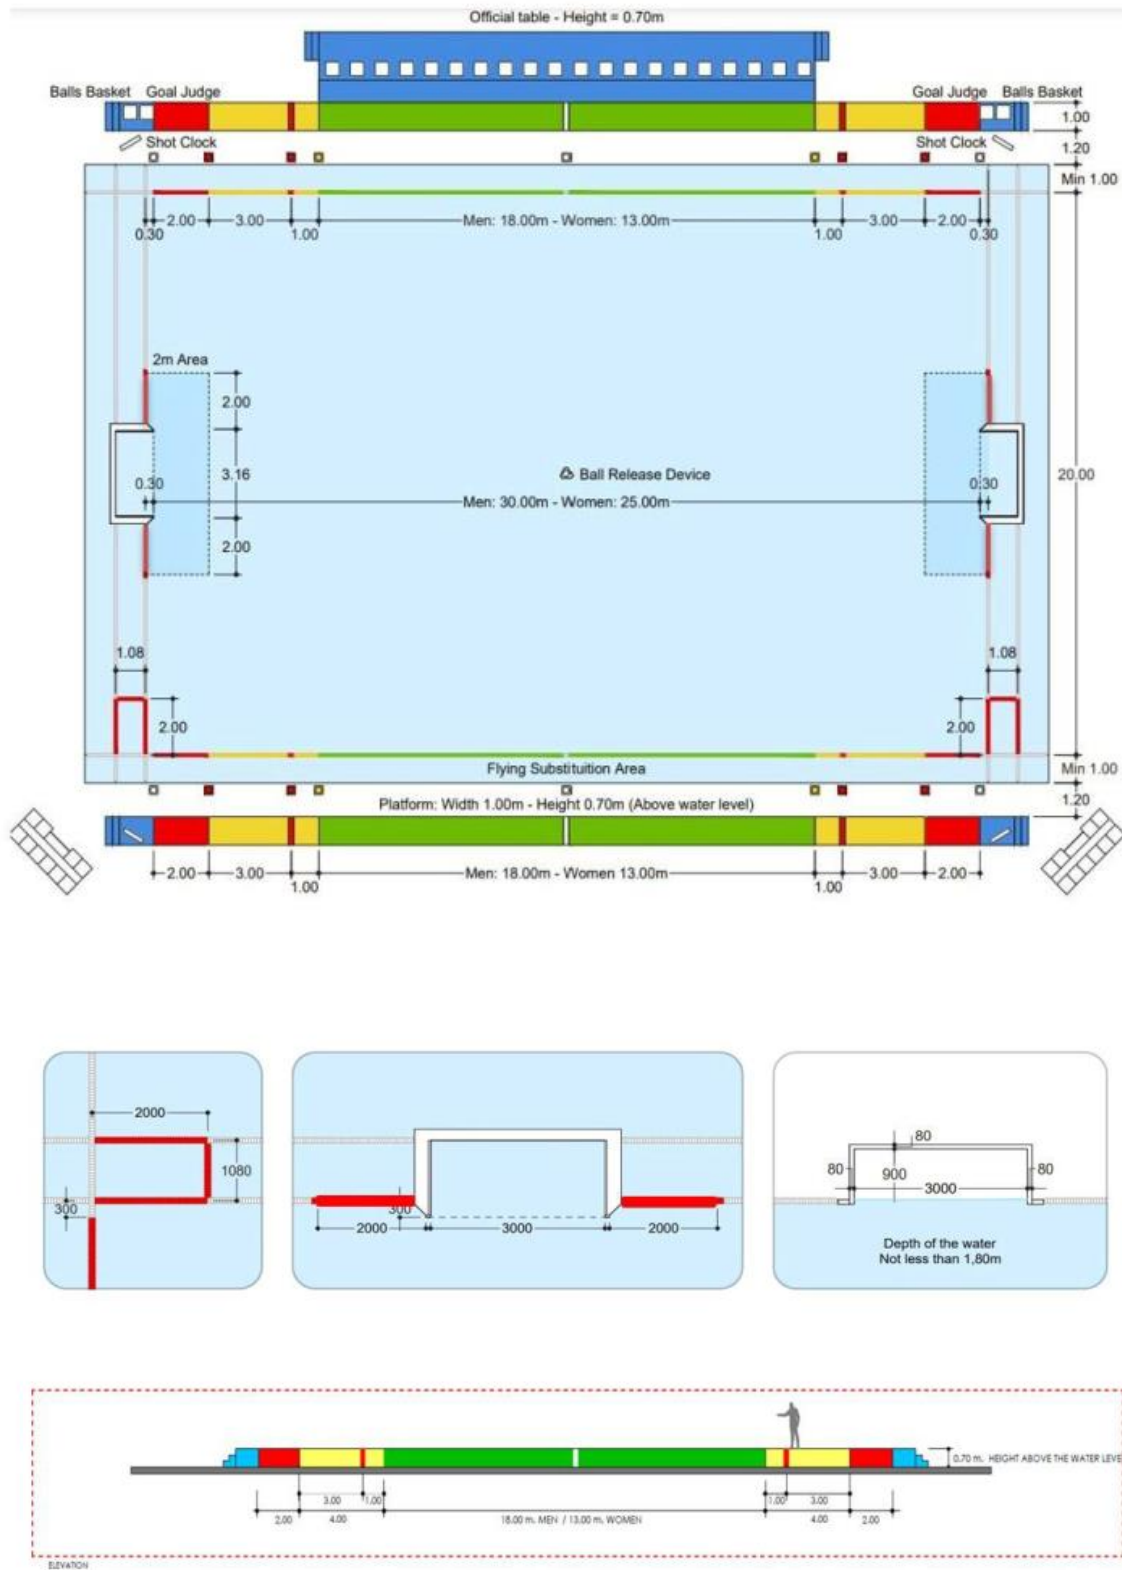 Official table - Height = 0.70m
Balls Basket Goal Judge Goal Judge Balls Basket
1.00
Shot Clock Shot Clock 1.20
Min 1.00
2.00 3.00 Men: 18.00m - Women: 13.00m 3.00 2.00
0.30 1.00 1.00 0.30
2m Area
2.00
3.16 Ball Release Device 20.00
0.30 0.30
Men: 30.00m - Women: 25.00m
2.00
1.08 1.08
2.00 2.00
Flying Substituition Area Min 1.00
Platform: Width 1.00m - Height 0.70m (Above water level) 1.20
2.00 3.00 Men: 18.00m - Women 13.00m 3.00 2.00
1.00 1.00
2000
1080
300
300
2000 3000 2000
80
80 900 80
3000
Depth of the water
Not less than 1,80m
0.70 m. HEIGHT ABOVE THE WATER LEVE
3.00 1.00 1.00 3.00
2.00 4.00 18.00 m. MEN / 13.00 m. WOMEN 4.00 2.00
ELEVATION